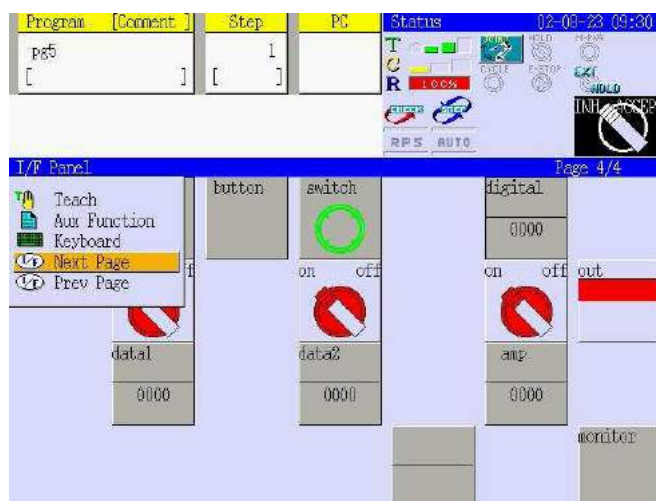 Program [Comment ] Step PC Status 02-08-23 09:30
pg5 1
[ ] [ ]
T
C
R 100%
HOLD
CYCLE E-STOP
EXT
HOLD
INH ACCEP
RPS AUTO
I/F Panel Page 4/4
Teach
Aux Function
Keyboard
I/F Next Page
I/F Prev Page
button switch digital
0000
on off on off out
data1 data2 amp
0000 0000 0000
monitor